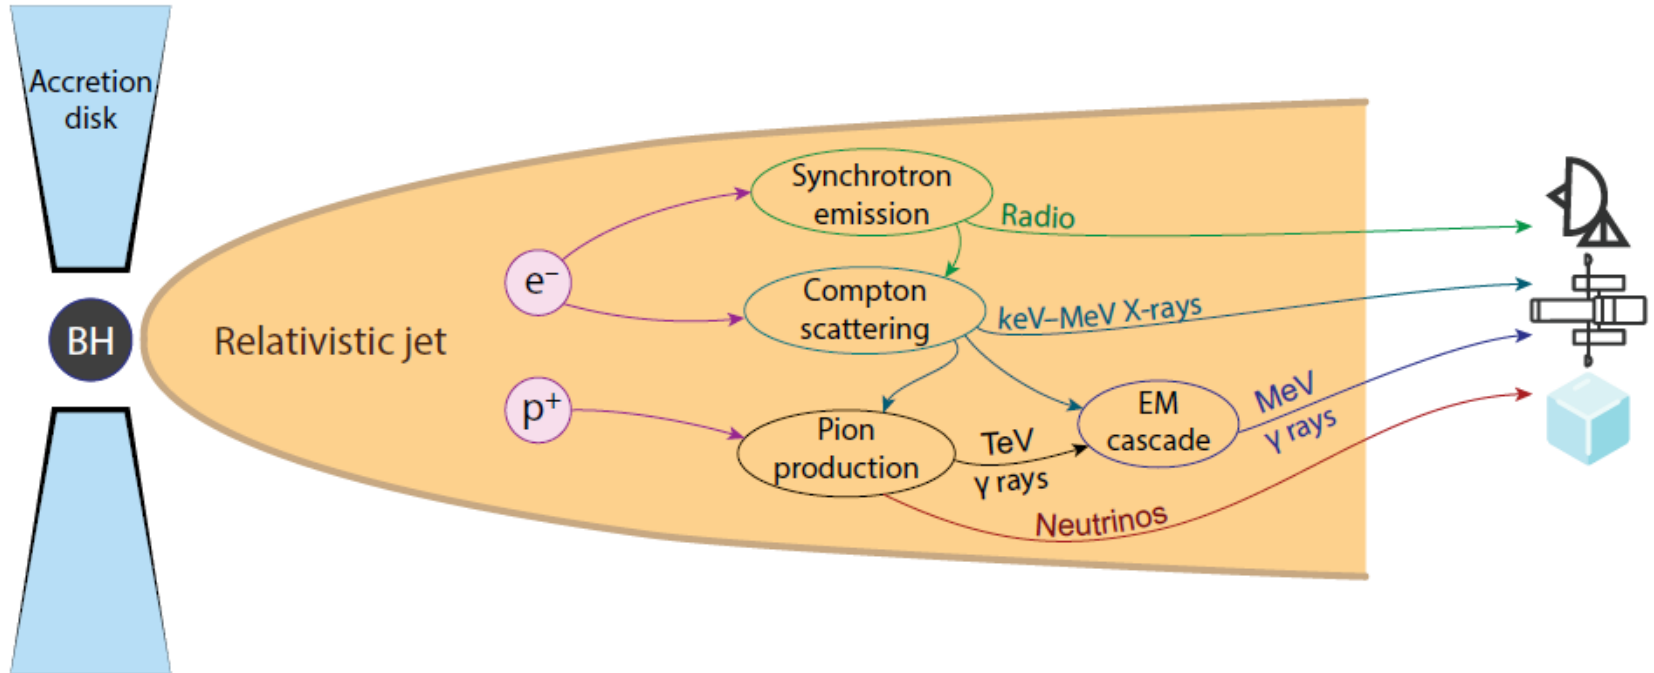 Accretion
disk
BH
Relativistic jet
e⁻
p⁺
Synchrotron
emission
Radio
Compton
scattering
keV–MeV X-rays
Pion
production
TeV
γ rays
EM
cascade
MeV
γ rays
Neutrinos